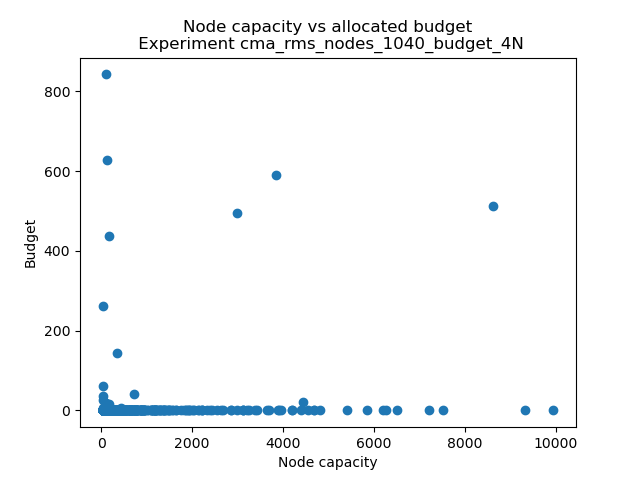 Node capacity vs allocated budget
Experiment cma_rms_nodes_1040_budget_4N
800
600
400
200
0
Budget
0 2000 4000 6000 8000 10000
Node capacity